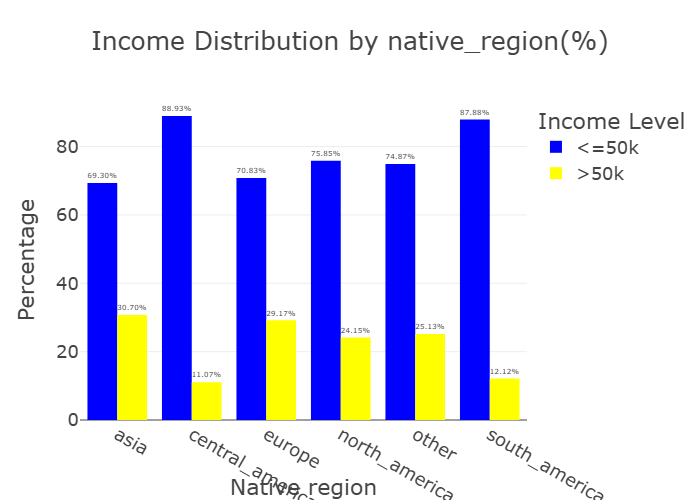 Income Distribution by native_region(%)
Income Level
<=50k
>50k
Percentage
80
60
40
20
0
69.30%
30.70%
88.93%
11.07%
70.83%
29.17%
75.85%
24.15%
74.87%
25.13%
87.88%
12.12%
asia
central_america
europe
north_america
other
south_america
Native region